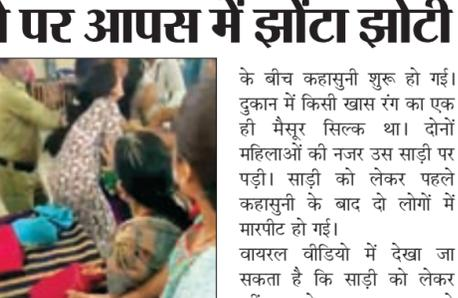 पर आपस में झोंटा झोटी
के बीच कहासुनी शुरू हो गई।
दुकान में किसी खास रंग का एक
ही मैसूर सिल्क था। दोनों
महिलाओं की नजर उस साड़ी पर
पड़ी। साड़ी को लेकर पहले
कहासुनी के बाद दो लोगों में
मारपीट हो गई।
वायरल वीडियो में देखा जा
सकता है कि साड़ी को लेकर